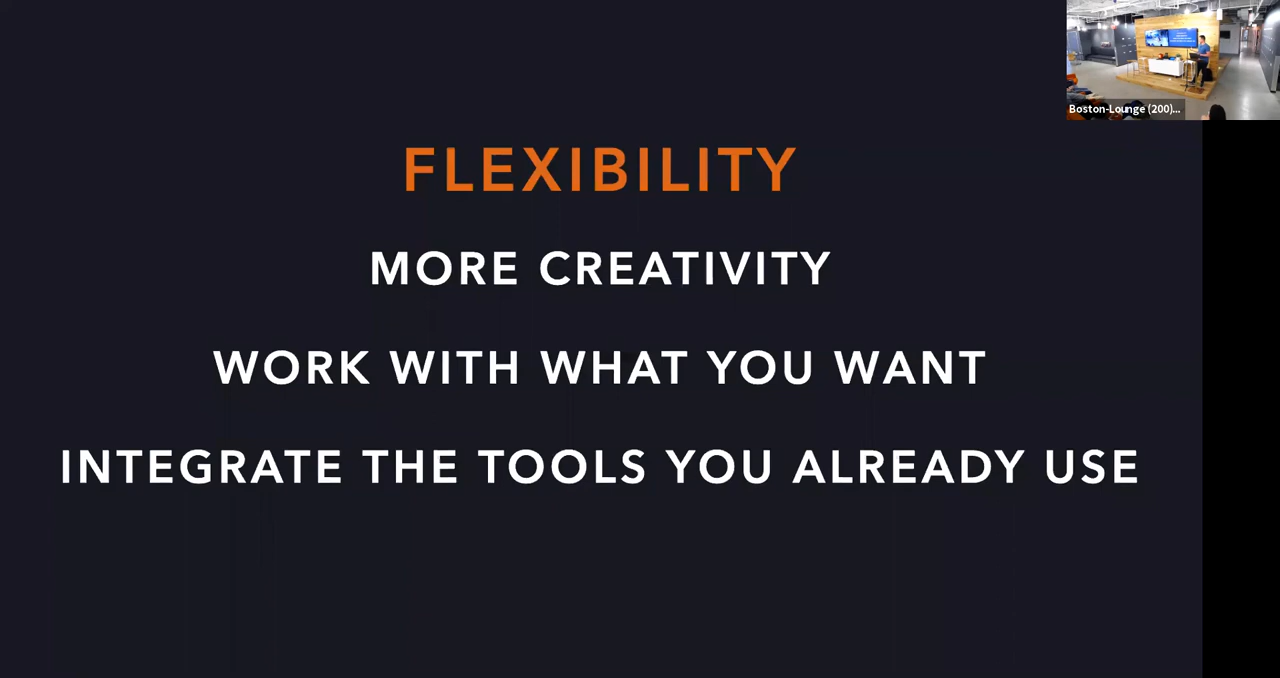 Boston-Lounge (200)...
FLEXIBILITY
MORE CREATIVITY
WORK WITH WHAT YOU WANT
INTEGRATE THE TOOLS YOU ALREADY USE